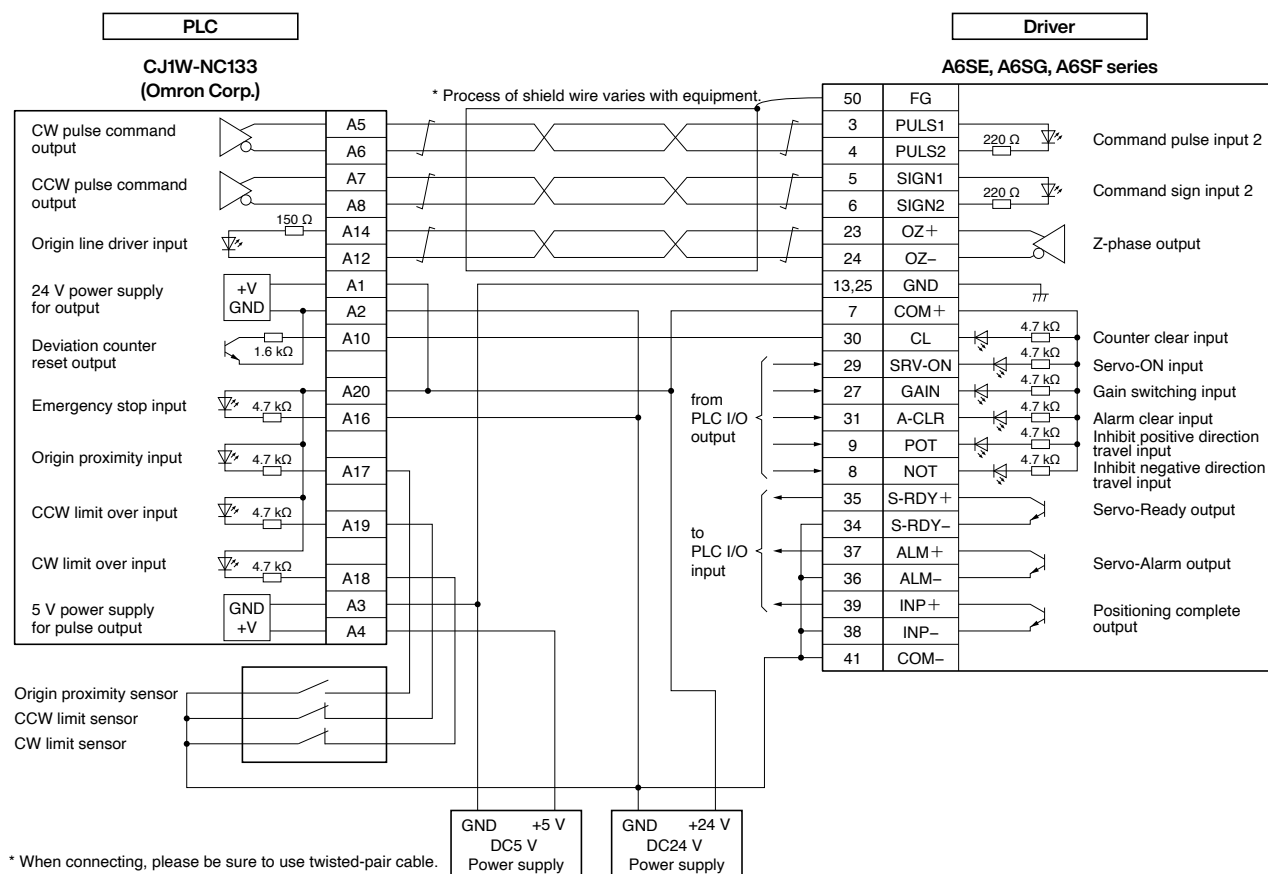 PLC
Driver
CJ1W-NC133
(Omron Corp.)
A6SE, A6SG, A6SF series
* Process of shield wire varies with equipment.
CW pulse command
output
A5
A6
CCW pulse command
output
A7
A8
Origin line driver input
150 Ω
A14
A12
24 V power supply
for output
+V
GND
A1
A2
Deviation counter
reset output
1.6 kΩ
A10
A20
Emergency stop input
4.7 kΩ
A16
Origin proximity input
4.7 kΩ
A17
CCW limit over input
4.7 kΩ
A19
CW limit over input
4.7 kΩ
A18
5 V power supply
for pulse output
GND
+V
A3
A4
50 FG
3 PULS1
4 PULS2
220 Ω
Command pulse input 2
5 SIGN1
6 SIGN2
220 Ω
Command sign input 2
23 OZ+
24 OZ−
Z-phase output
13,25 GND
7 COM+
30 CL
4.7 kΩ
Counter clear input
29 SRV-ON
4.7 kΩ
Servo-ON input
27 GAIN
4.7 kΩ
Gain switching input
31 A-CLR
4.7 kΩ
Alarm clear input
9 POT
4.7 kΩ
Inhibit positive direction
travel input
8 NOT
4.7 kΩ
Inhibit negative direction
travel input
from
PLC I/O
output
35 S-RDY+
34 S-RDY−
Servo-Ready output
37 ALM+
36 ALM−
Servo-Alarm output
39 INP+
38 INP−
Positioning complete
output
41 COM−
to
PLC I/O
input
Origin proximity sensor
CCW limit sensor
CW limit sensor
GND +5 V
DC5 V
Power supply
GND +24 V
DC24 V
Power supply
* When connecting, please be sure to use twisted-pair cable.